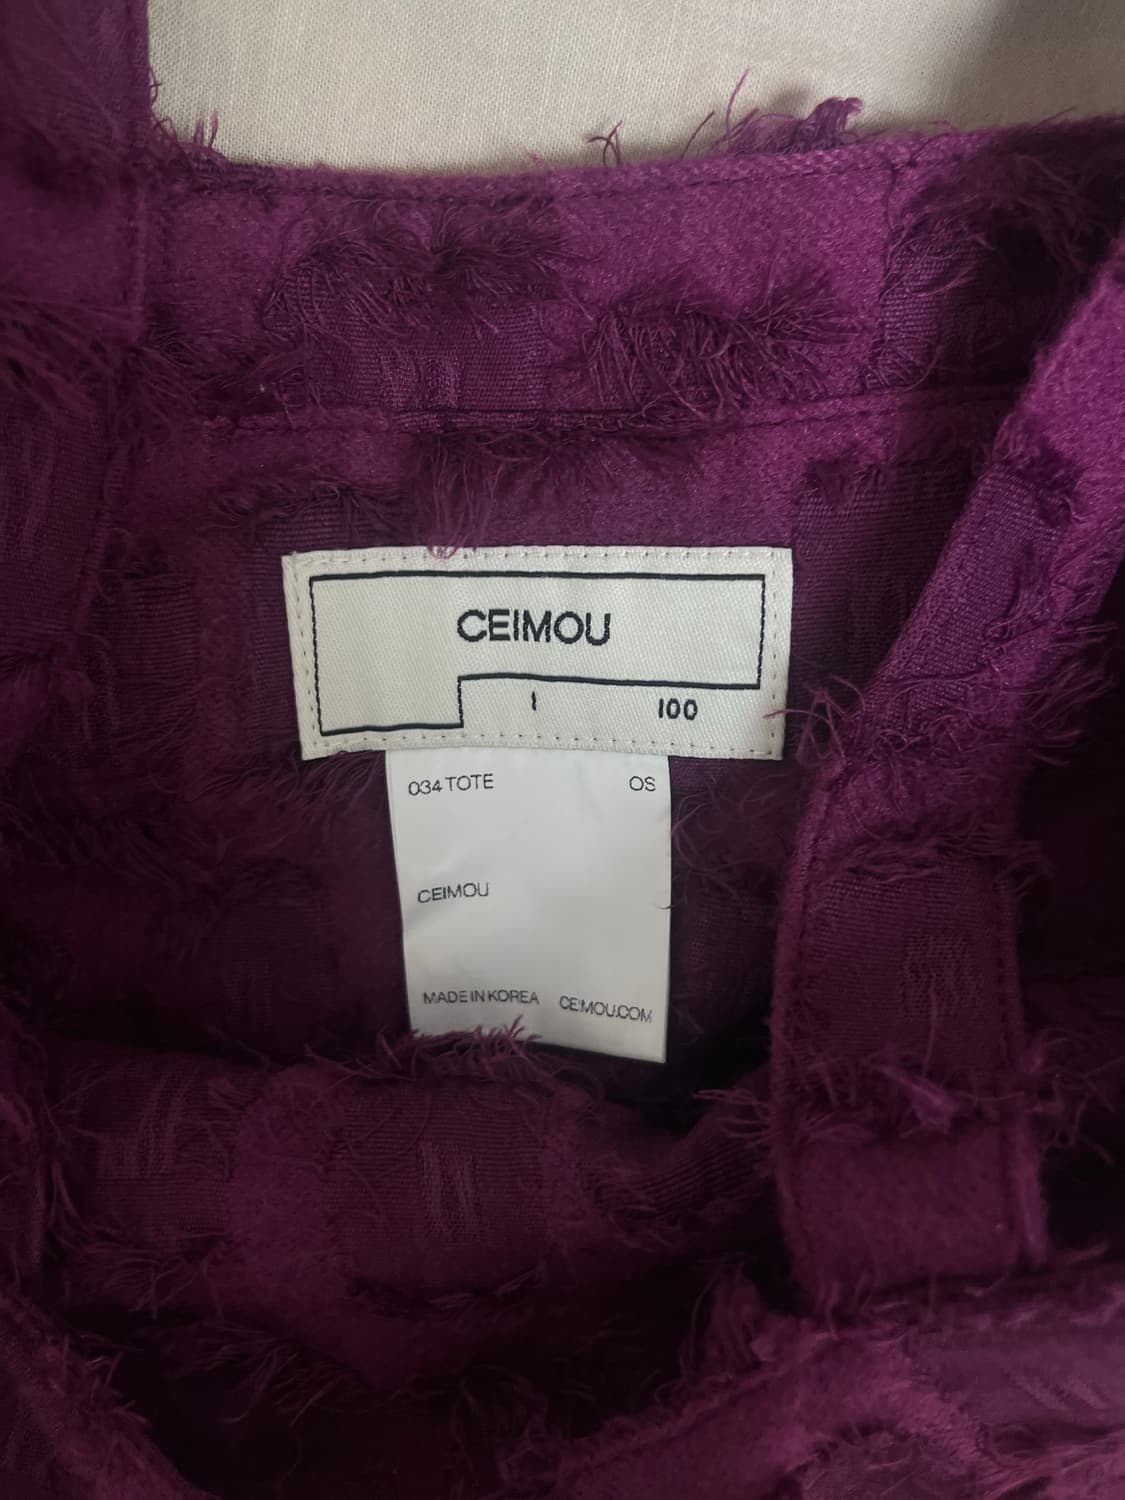 CEIMOU
1 100
034 TOTE OS
CEIMOU
MADE IN KOREA CEIMOU.COM